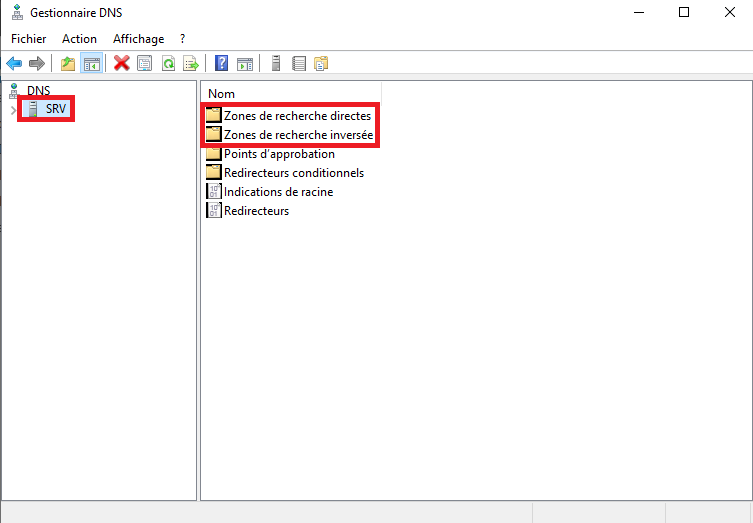 Gestionnaire DNS
Fichier Action Affichage ?
DNS
SRV
Nom
Zones de recherche directes
Zones de recherche inversée
Points d'approbation
Redirecteurs conditionnels
Indications de racine
Redirecteurs